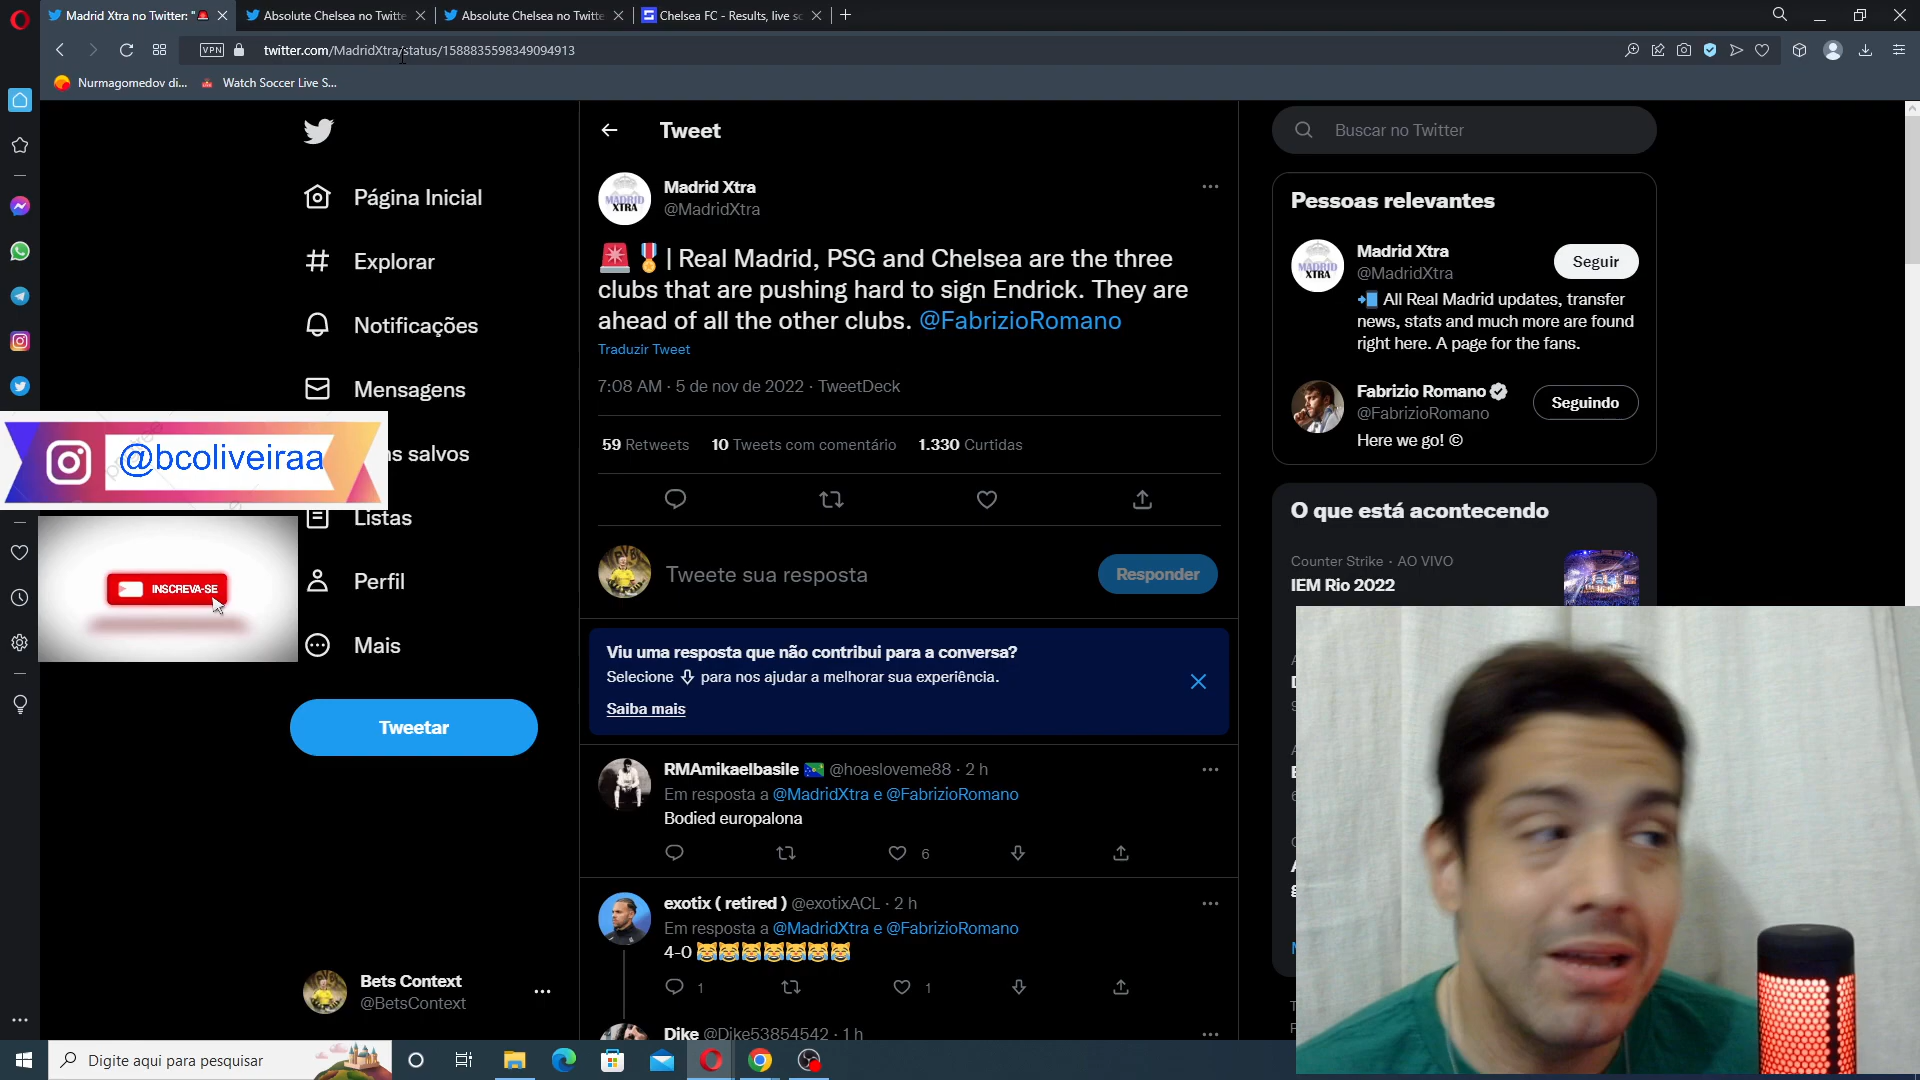 Madrid Xtra no Twitter: "
Absolute Chelsea no Twitte
Absolute Chelsea no Twitte
Chelsea FC - Results, live sc
VPN
twitter.com/MadridXtra/status/1588835598349094913
Nurmagomedov di...
Watch Soccer Live S...
Página Inicial
Explorar
Notificações
Mensagens
ns salvos
Listas
Perfil
Mais
Tweetar
@bcoliveiraa
INSCREVA-SE
Bets Context
@BetsContext
Tweet
MADRID
XTRA
Madrid Xtra
@MadridXtra
🚨🎖️| Real Madrid, PSG and Chelsea are the three
clubs that are pushing hard to sign Endrick. They are
ahead of all the other clubs. @FabrizioRomano
Traduzir Tweet
7:08 AM · 5 de nov de 2022 · TweetDeck
59 Retweets 10 Tweets com comentário 1.330 Curtidas
Tweete sua resposta
Responder
Viu uma resposta que não contribui para a conversa?
Selecione para nos ajudar a melhorar sua experiência.
Saiba mais
RMAmikaelbasile 🇨🇽 @hoesloveme88 · 2 h
Em resposta a @MadridXtra e @FabrizioRomano
Bodied europalona
6
exotix ( retired ) @exotixACL · 2 h
Em resposta a @MadridXtra e @FabrizioRomano
4-0 😹😹😹😹😹😹😹
1 1
Dike @Dike53854542 · 1 h
Buscar no Twitter
Pessoas relevantes
MADRID
XTRA
Madrid Xtra
@MadridXtra
Seguir
📲 All Real Madrid updates, transfer
news, stats and much more are found
right here. A page for the fans.
Fabrizio Romano
@FabrizioRomano
Seguindo
Here we go! ©
O que está acontecendo
Counter Strike · AO VIVO
IEM Rio 2022
Digite aqui para pesquisar